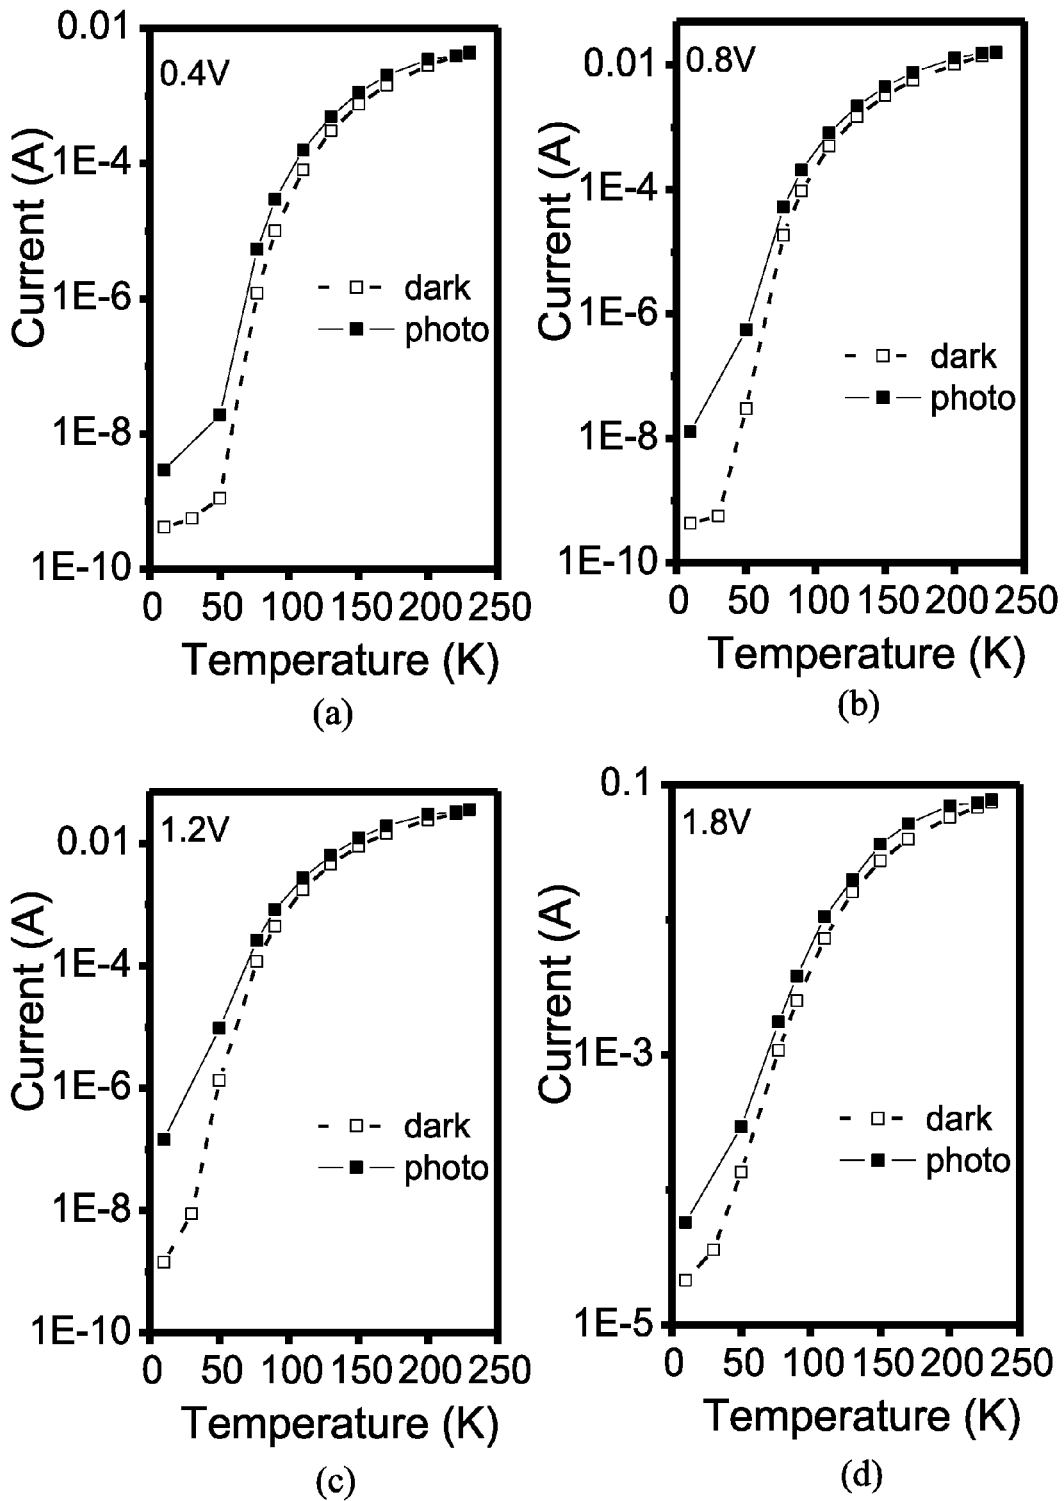 0.01
0.4V
1E-4
1E-6
1E-8
1E-10
Current (A)
dark
photo
0 50 100 150 200 250
Temperature (K)
(a)
0.01
0.8V
1E-4
1E-6
1E-8
1E-10
Current (A)
dark
photo
0 50 100 150 200 250
Temperature (K)
(b)
0.01
1.2V
1E-4
1E-6
1E-8
1E-10
Current (A)
dark
photo
0 50 100 150 200 250
Temperature (K)
(c)
0.1
1.8V
1E-3
1E-5
Current (A)
dark
photo
0 50 100 150 200 250
Temperature (K)
(d)